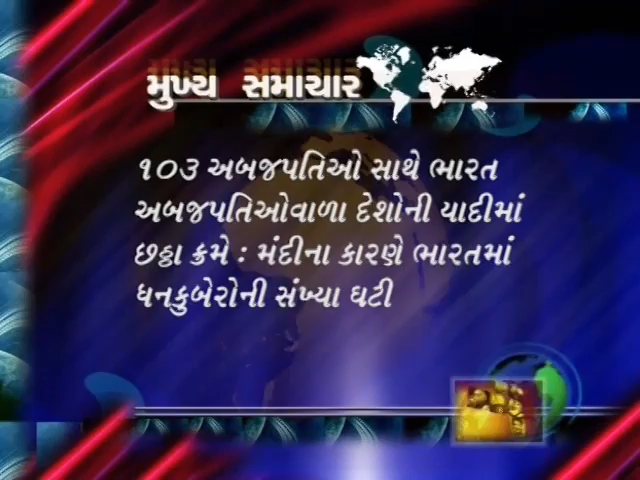 મુખ્ય સમાચાર
૧૦૩ અબજપતિઓ સાથે ભારત
અબજપતિઓવાળા દેશોની યાદીમાં
છઠ્ઠા ક્રમે : મંદીના કારણે ભારતમાં
ધનકુબેરોની સંખ્યા ઘટી